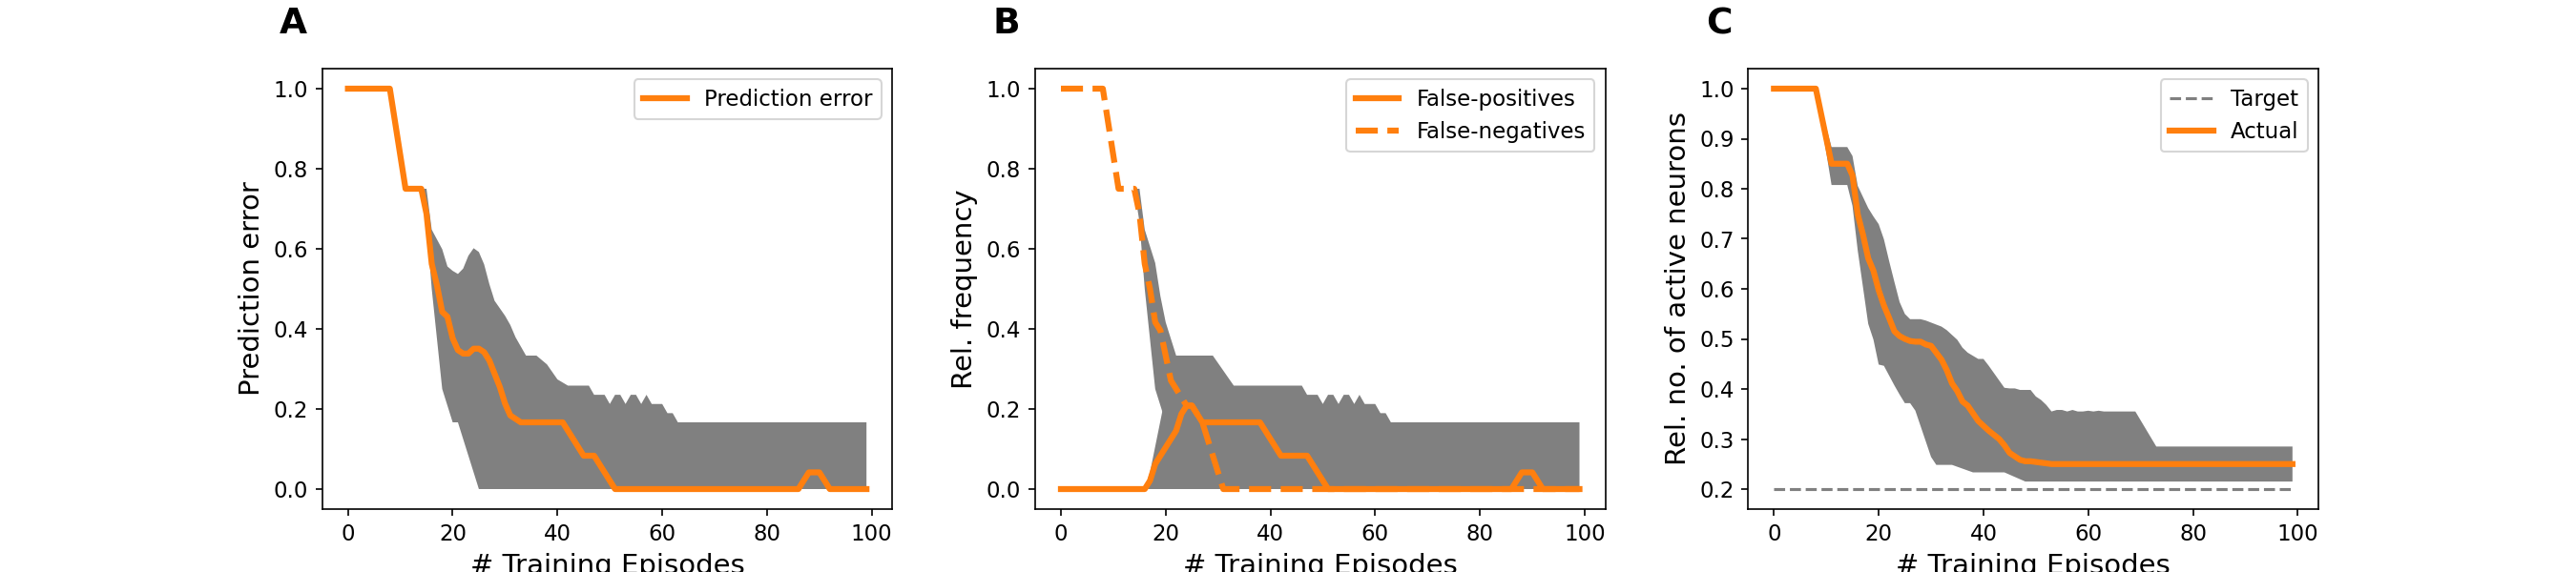 A
B
C
Prediction error
1.0
0.8
0.6
0.4
0.2
0.0
Prediction error
0
20
40
60
80
100
# Training Episodes
False-positives
False-negatives
1.0
0.8
0.6
0.4
0.2
0.0
Rel. frequency
0
20
40
60
80
100
# Training Episodes
Target
Actual
1.0
0.9
0.8
0.7
0.6
0.5
0.4
0.3
0.2
Rel. no. of active neurons
0
20
40
60
80
100
# Training Episodes